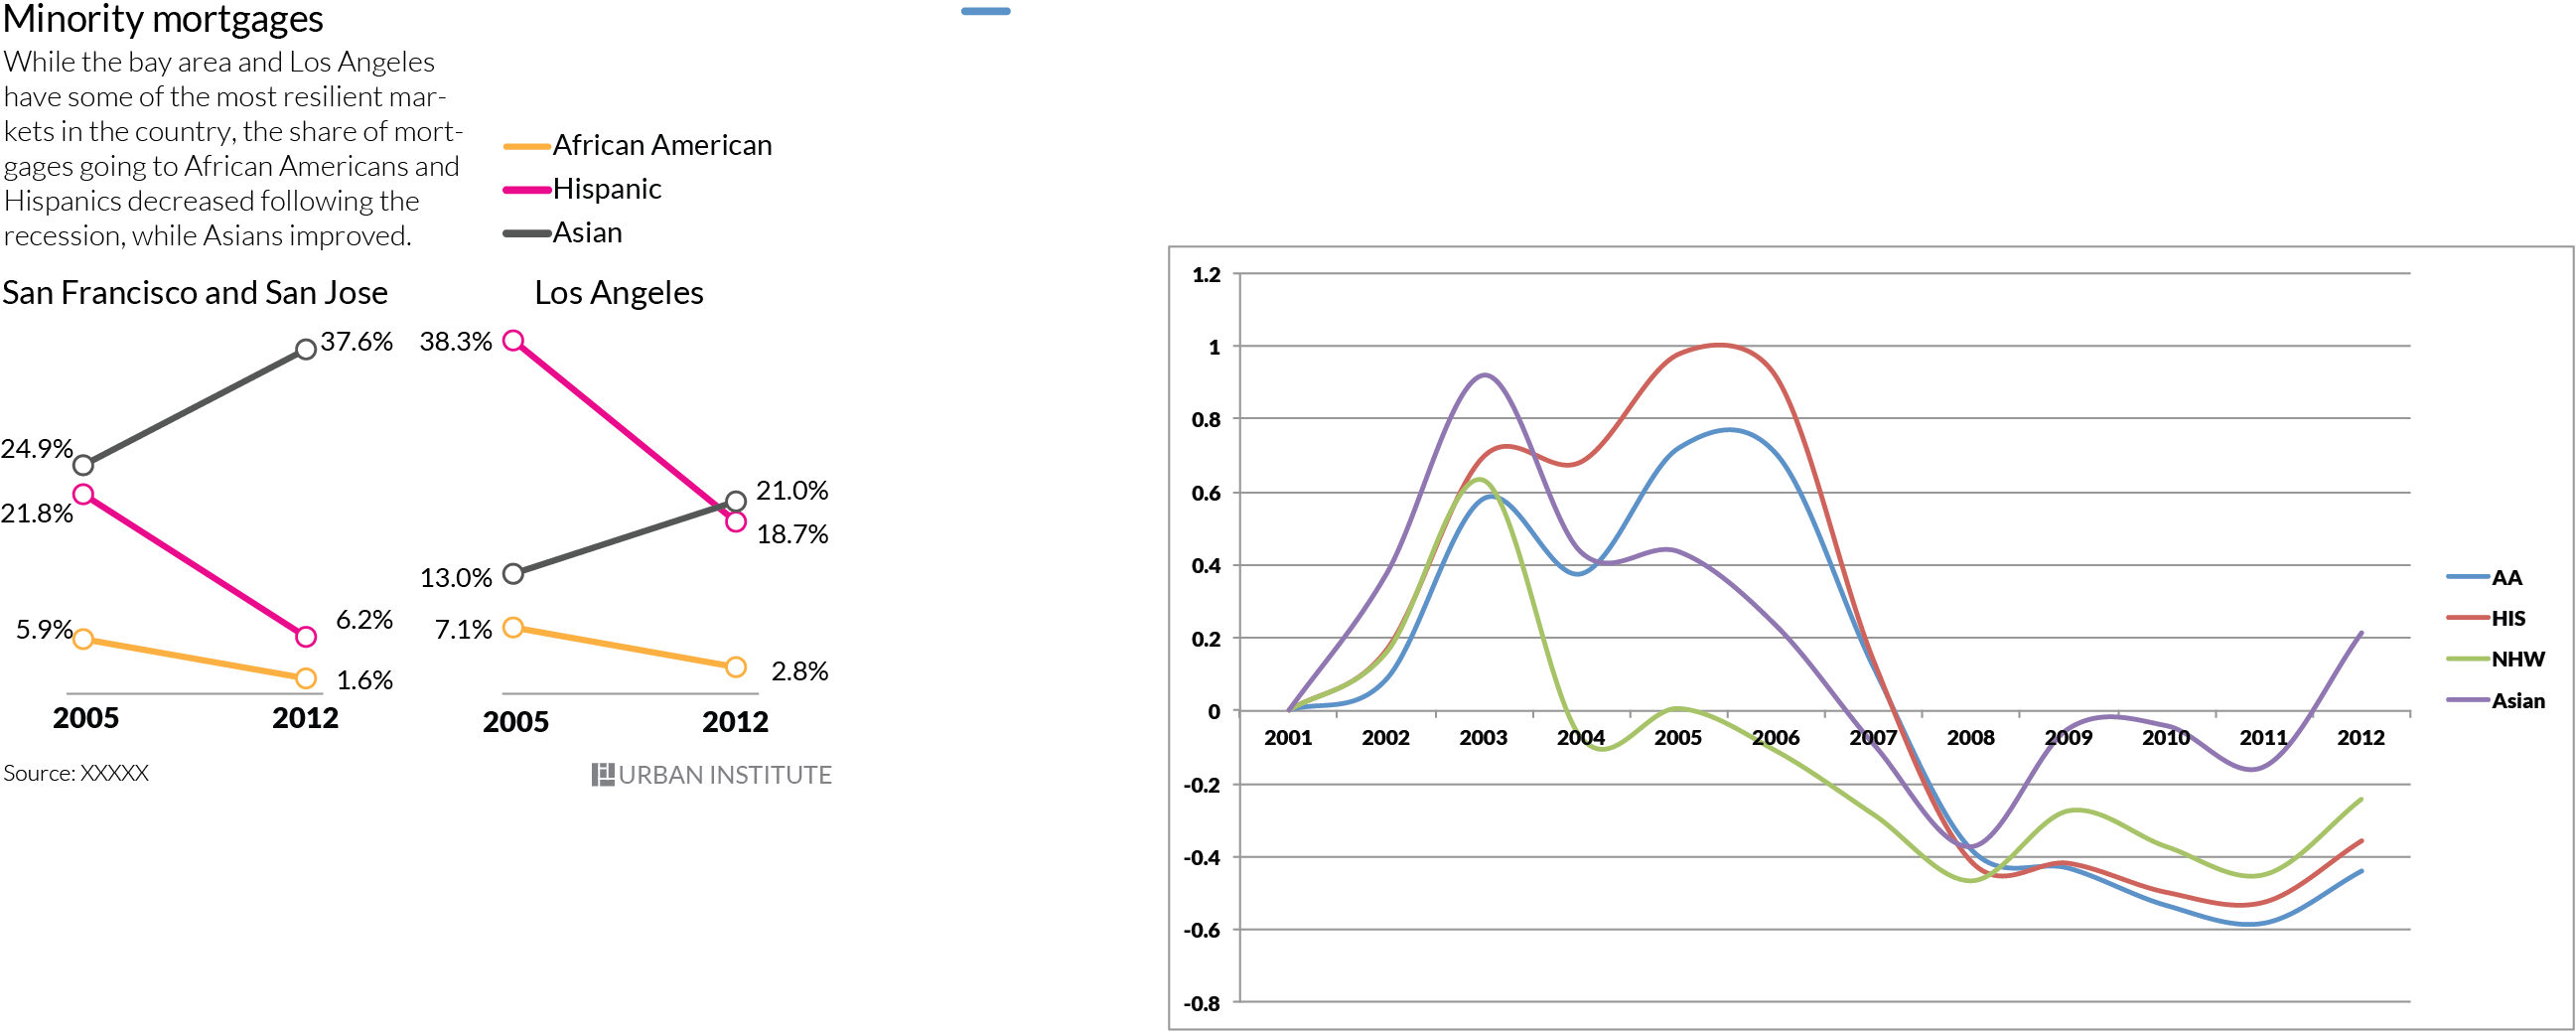 Minority mortgages
While the bay area and Los Angeles
have some of the most resilient mar-
kets in the country, the share of mort-
gages going to African Americans and
Hispanics decreased following the
recession, while Asians improved.
African American
Hispanic
Asian
San Francisco and San Jose
37.6%
24.9%
21.8%
5.9%
6.2%
1.6%
2005 2012
Los Angeles
38.3%
21.0%
18.7%
13.0%
7.1%
2.8%
2005 2012
Source: XXXXX
URBAN INSTITUTE
1.2
1
0.8
0.6
0.4
0.2
0
-0.2
-0.4
-0.6
-0.8
2001 2002 2003 2004 2005 2006 2007 2008 2009 2010 2011 2012
AA
HIS
NHW
Asian